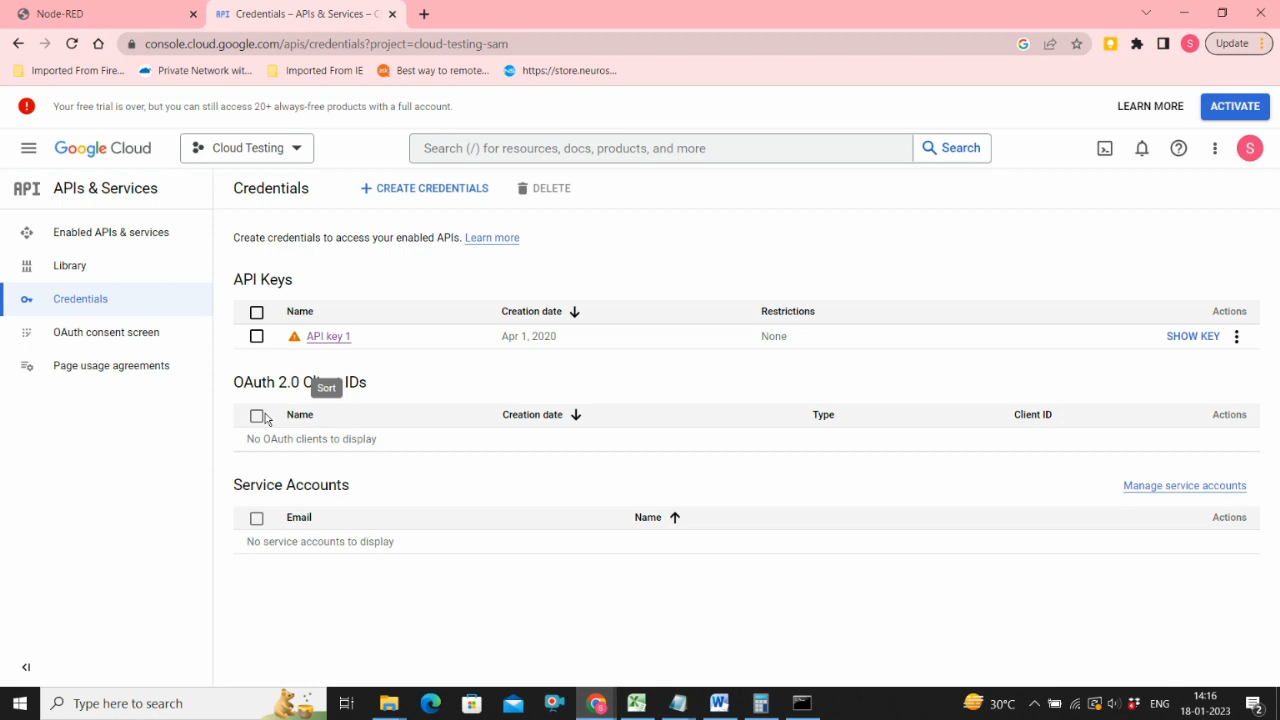 Node-RED
API Credentials – APIs & Services – C
console.cloud.google.com/apis/credentials?project=cloud-testing-sam
S
Update
Imported From Fire...
Private Network wit...
Imported From IE
Best way to remote...
https://store.neuros...
Your free trial is over, but you can still access 20+ always-free products with a full account.
LEARN MORE
ACTIVATE
Google Cloud
Cloud Testing
Search (/) for resources, docs, products, and more
Search
S
API APIs & Services
Credentials
+ CREATE CREDENTIALS
DELETE
Enabled APIs & services
Library
Credentials
OAuth consent screen
Page usage agreements
Create credentials to access your enabled APIs. Learn more
API Keys
Name Creation date Restrictions Actions
API key 1 Apr 1, 2020 None SHOW KEY
OAuth 2.0 IDs
Sort
Name Creation date Type Client ID Actions
No OAuth clients to display
Service Accounts
Manage service accounts
Email Name Actions
No service accounts to display
Type here to search
30°C
ENG
14:16
18-01-2023
2